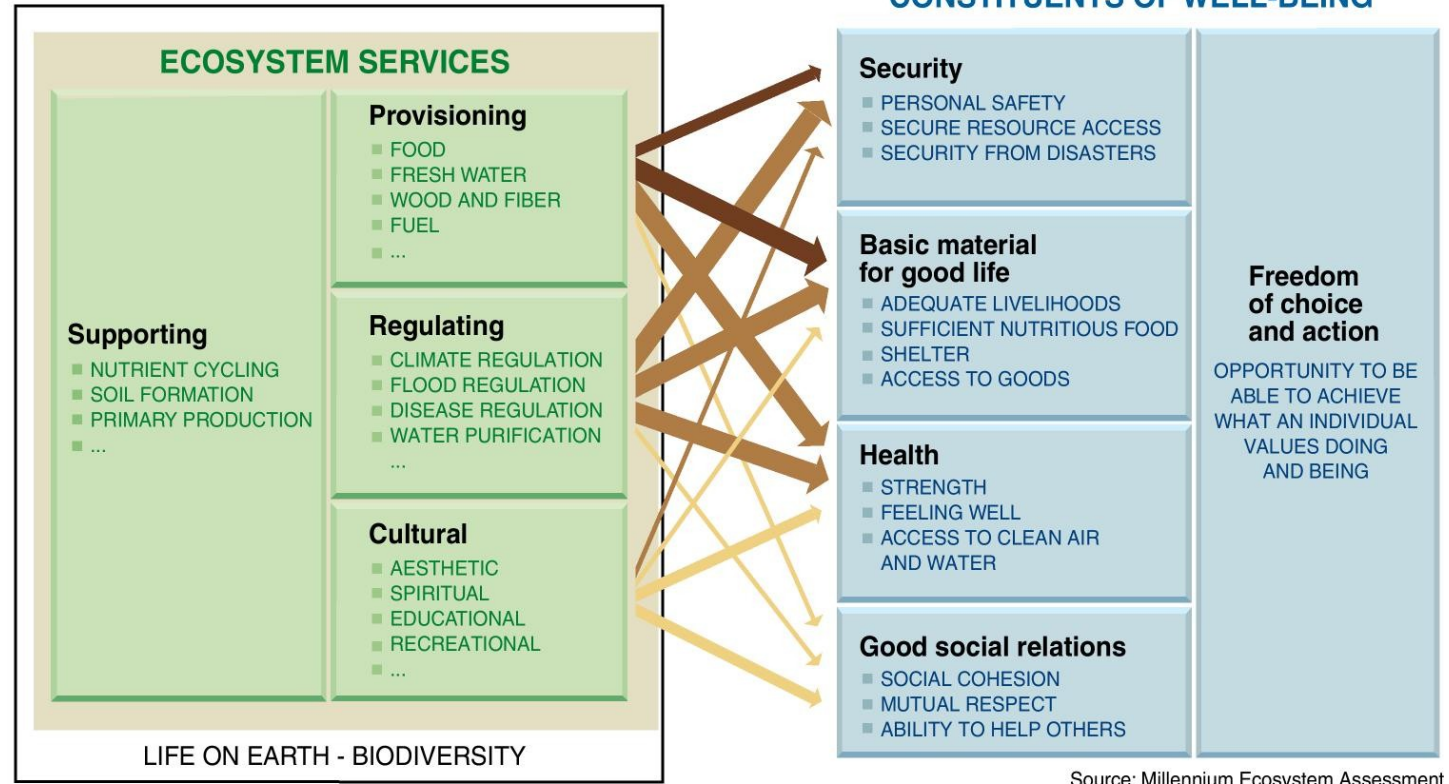 CONSTITUENTS OF WELL-BEING
ECOSYSTEM SERVICES
Supporting
NUTRIENT CYCLING
SOIL FORMATION
PRIMARY PRODUCTION
...
Provisioning
FOOD
FRESH WATER
WOOD AND FIBER
FUEL
...
Regulating
CLIMATE REGULATION
FLOOD REGULATION
DISEASE REGULATION
WATER PURIFICATION
...
Cultural
AESTHETIC
SPIRITUAL
EDUCATIONAL
RECREATIONAL
...
LIFE ON EARTH - BIODIVERSITY
Security
PERSONAL SAFETY
SECURE RESOURCE ACCESS
SECURITY FROM DISASTERS
Basic material
for good life
ADEQUATE LIVELIHOODS
SUFFICIENT NUTRITIOUS FOOD
SHELTER
ACCESS TO GOODS
Health
STRENGTH
FEELING WELL
ACCESS TO CLEAN AIR
AND WATER
Good social relations
SOCIAL COHESION
MUTUAL RESPECT
ABILITY TO HELP OTHERS
Freedom
of choice
and action
OPPORTUNITY TO BE
ABLE TO ACHIEVE
WHAT AN INDIVIDUAL
VALUES DOING
AND BEING
Source: Millennium Ecosystem Assessment